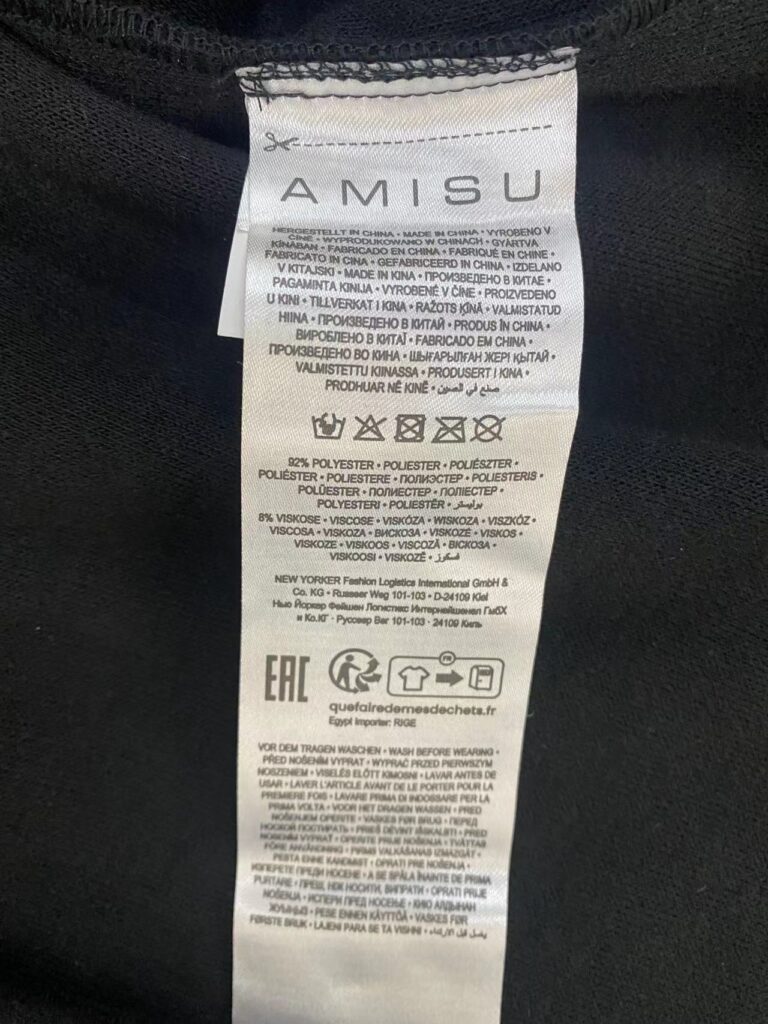 AMISU
HERGESTELLT IN CHINA • MADE IN CHINA • VYROBENO V
ČÍNĚ • WYPRODUKOWANO W CHINACH • GYÁRTVA
KÍNÁBAN • FABRICADO EN CHINA • FABRIQUÉ EN CHINE •
FABRICATO IN CINA • GEFABRICEERD IN CHINA • IZDELANO
V KITAJSKI • MADE IN KINA • ПРОИЗВЕДЕНО В КИТАЕ •
PAGAMINTA KINIJA • VYROBENÉ V ČÍNE • PROIZVEDENO
U KINI • TILLVERKAT I KINA • RAŽOTS ĶĪNĀ • VALMISTATUD
HIINA • ПРОИЗВЕДЕНО В КИТАЙ • PRODUS ÎN CHINA •
ВИРОБЛЕНО В КИТАЇ • FABRICADO EM CHINA •
ПРОИЗВЕДЕНО ВО КИНА • ШЫҒАРЫЛҒАН ЖЕРІ ҚЫТАЙ •
VALMISTETTU KIINASSA • PRODUSERT I KINA •
PRODHUAR NË KINË • صنع في الصين
92% POLYESTER • POLIESTER • POLIÉSZTER •
POLIÉSTER • POLIESTERE • ПОЛИЭСТЕР • POLIESTERIS •
POLÜESTER • ПОЛИЕСТЕР • ПОЛІЕСТЕР •
POLYESTERI • POLIESTËR • بوليستر
8% VISKOSE • VISCOSE • VISKÓZA • WISKOZA • VISZKÓZ •
VISCOSA • VISKOZA • ВИСКОЗА • VISKOZÉ • VISKOS •
VISKOZE • VISKOOS • VISCOZĂ • ВІСКОЗА •
VISKOOSI • VISKOZË • فسكوز
NEW YORKER Fashion Logistics International GmbH &
Co. KG • Russeer Weg 101-103 • D-24109 Kiel
Нью Йоркер Фейшен Логистикс Интернейшенел ГмбХ
и Ко.КГ · Руссеер Вег 101-103 · 24109 Киль
EAC
FR
quefairedemesdechets.fr
Egypt Importer: RIGE
VOR DEM TRAGEN WASCHEN • WASH BEFORE WEARING •
PŘED NOŠENÍM VYPRAT • WYPRAĆ PRZED PIERWSZYM
NOSZENIEM • VISELÉS ELŐTT KIMOSNI • LAVAR ANTES DE
USAR • LAVER L'ARTICLE AVANT DE LE PORTER POUR LA
PREMIERE FOIS • LAVARE PRIMA DI INDOSSARE PER LA
PRIMA VOLTA • VOOR HET DRAGEN WASSEN • PRED
NOŠENJEM OPERITE • VASKES FØR BRUG • ПЕРЕД
НОСКОЙ ПОСТИРАТЬ • PRIEŠ DĖVINT IŠSKALBTI • PRED
NOSENÍM VYPRAŤ • OPERITE PRIJE NOŠENJA • TVÄTTAS
FÖRE ANVÄNDNING • PIRMS VALKĀŠANAS IZMAZGĀT •
PESTA ENNE KANDMIST • OPRATI PRE NOŠENJA •
ИЗПЕРЕТЕ ПРЕДИ НОСЕНЕ • A SE SPĂLA ÎNAINTE DE PRIMA
PURTARE • ПРЕШ, НІЖ НОСИТИ, ВИПРАТИ • OPRATI PRIJE
NOŠENJA • ИСПЕРИ ПРЕД НОСЕЊЕ • КИЮ АЛДЫНАН
ЖУЫҢЫЗ • PESE ENNEN KÄYTTÖÄ • VASKES FØR
FØRSTE BRUK • LAJENI PARA SE TA VISHNI • يغسل قبل الارتداء